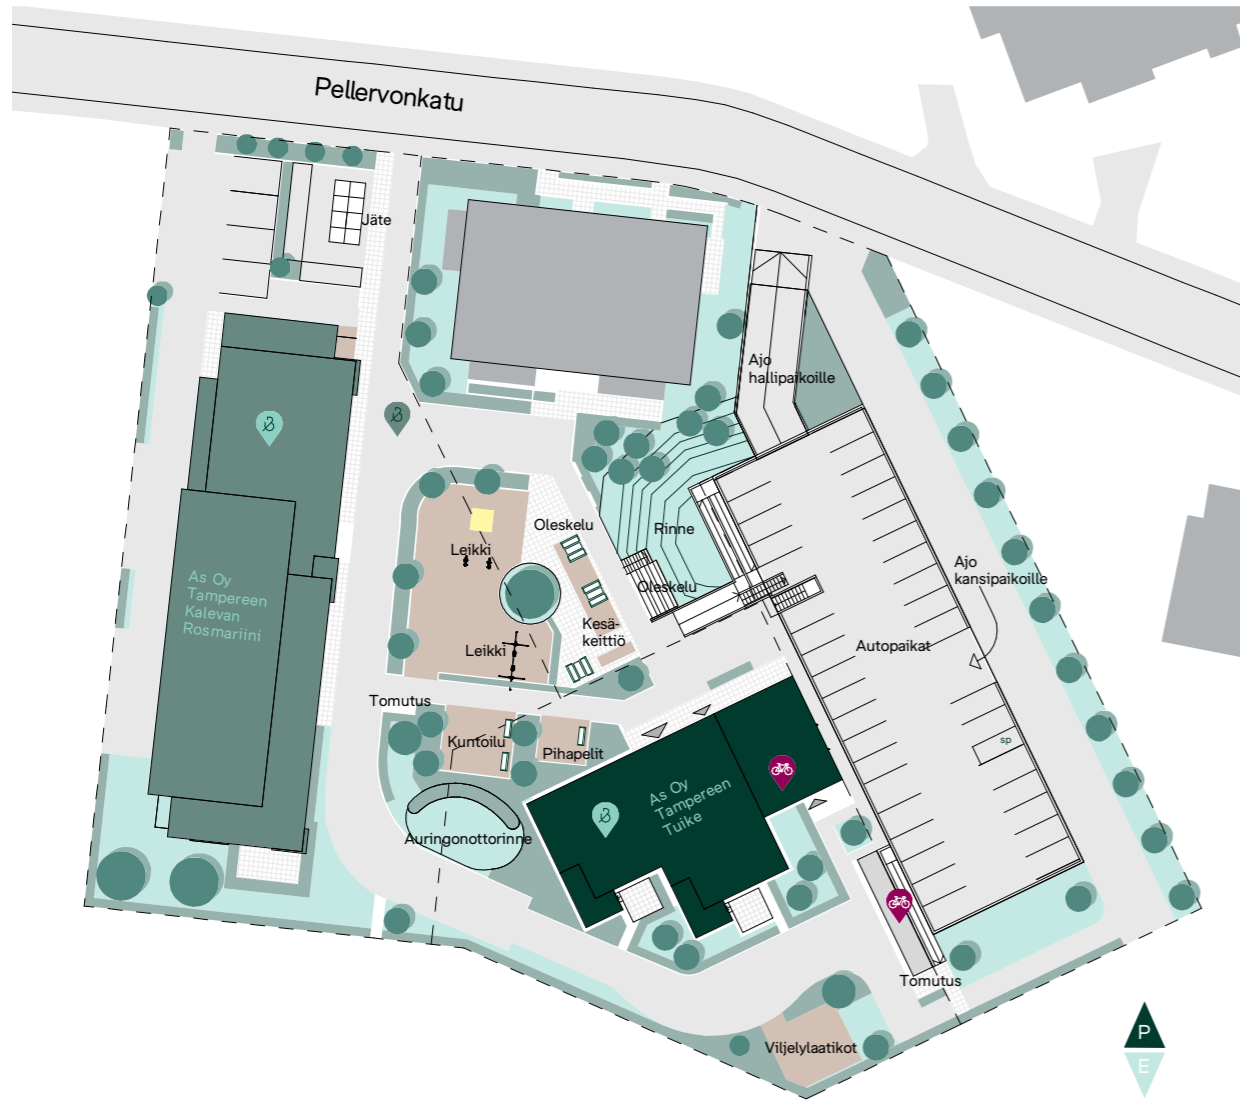 Pellervonkatu
Jäte
Ajo
hallipaikoille
Oleskelu
Rinne
Leikki
Ajo
kansipaikoille
As Oy
Tampereen
Kalevan
Rosmariini
Oleskelu
Kesä-
keittiö
Leikki
Autopaikat
Tomutus
Kuntoilu
Pihapelit
sp
As Oy
Tampereen
Tuike
Auringonottorinne
Tomutus
Viljelylaatikot
P
E